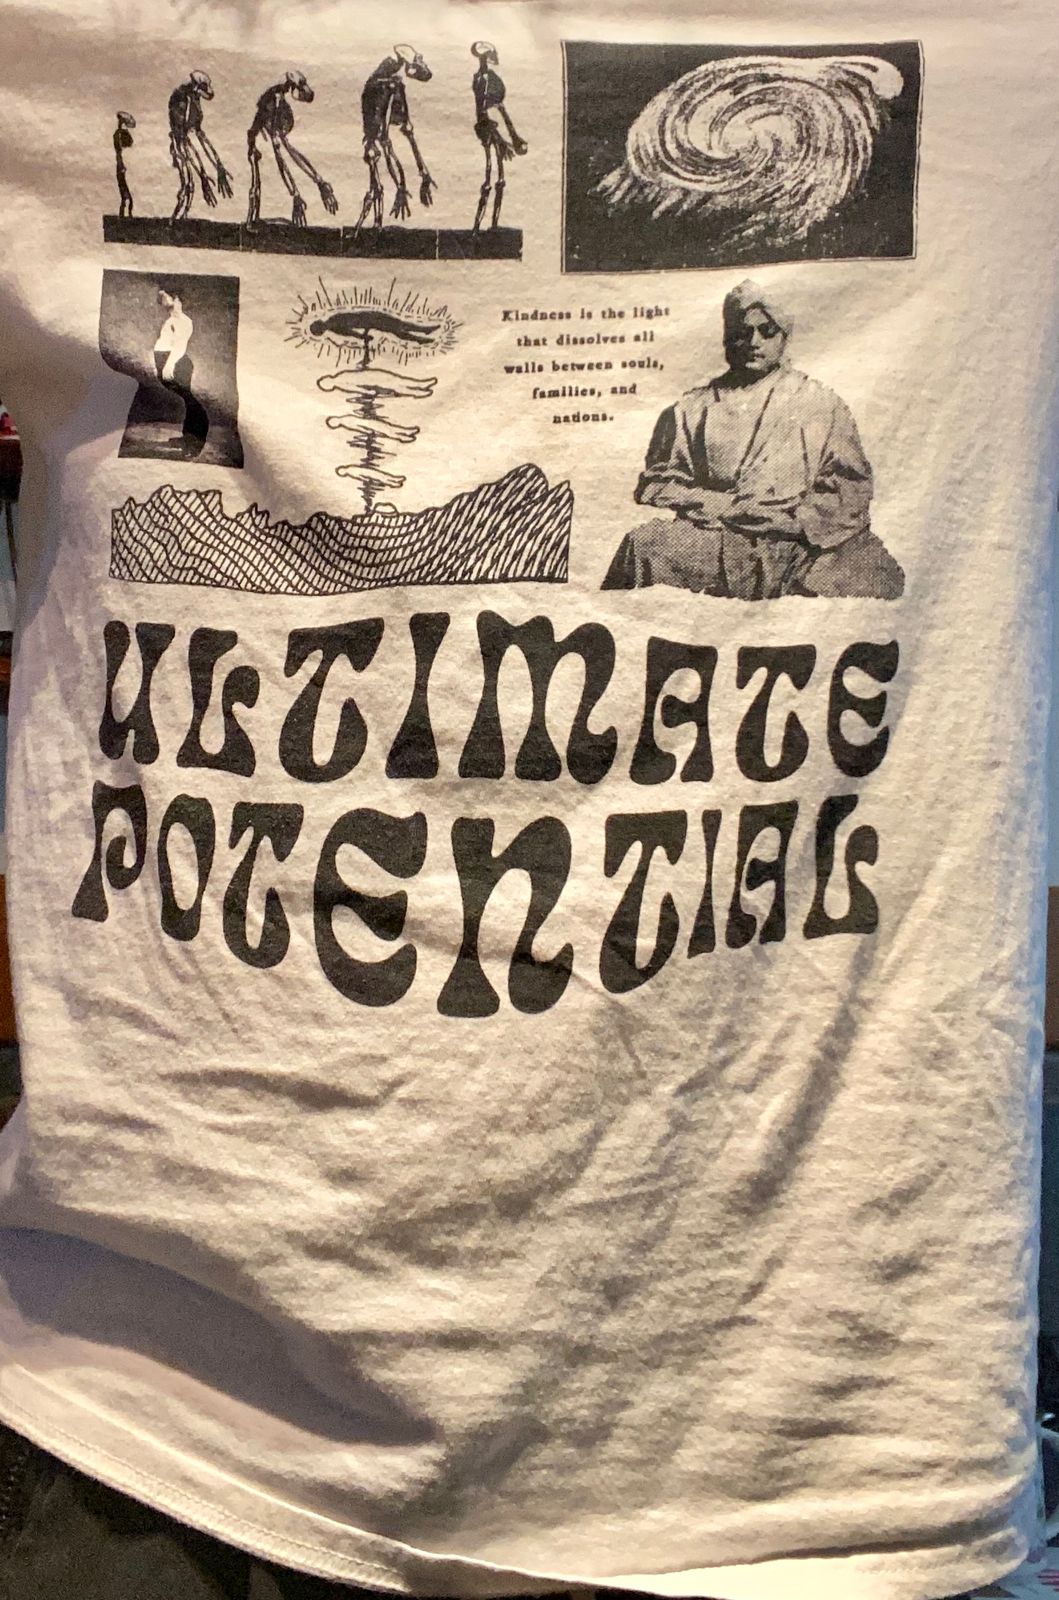 Kindness is the light
that dissolves all
walls between souls,
families, and
nations.
ULTIMATE
POTENTIAL